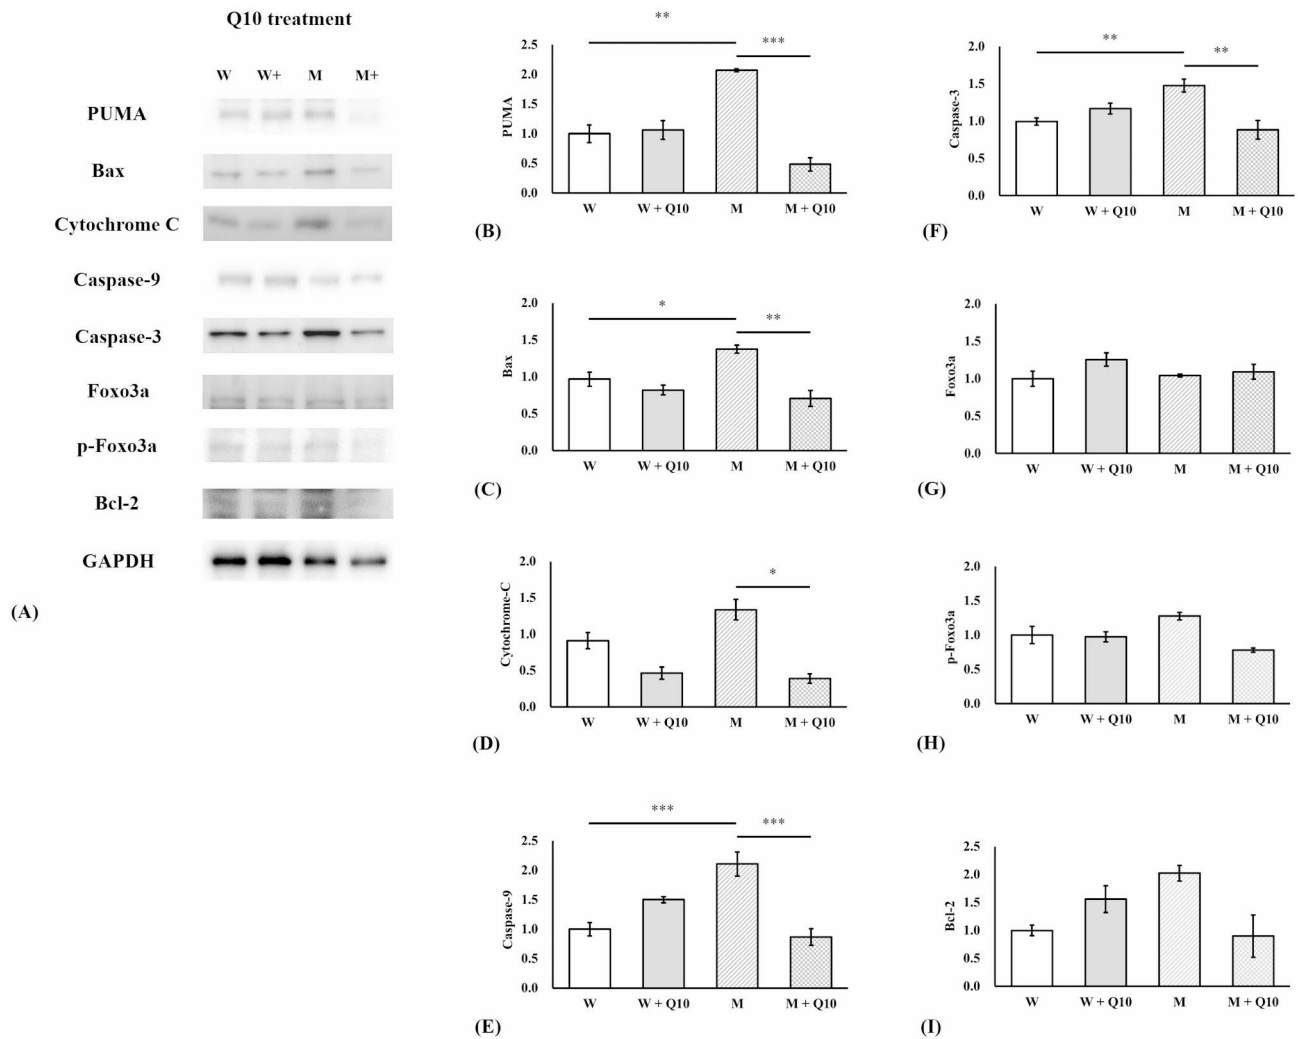 Q10 treatment
W W+ M M+
PUMA
Bax
Cytochrome C
Caspase-9
Caspase-3
Foxo3a
p-Foxo3a
Bcl-2
GAPDH
(A)
** ***
PUMA
2.5
2.0
1.5
1.0
0.5
0.0
W W + Q10 M M + Q10
(B)
* **
Bax
2.0
1.5
1.0
0.5
0.0
W W + Q10 M M + Q10
(C)
*
Cytochrome-C
2.0
1.5
1.0
0.5
0.0
W W + Q10 M M + Q10
(D)
*** ***
Caspase-9
2.5
2.0
1.5
1.0
0.5
0.0
W W + Q10 M M + Q10
(E)
** **
Caspase-3
2.0
1.5
1.0
0.5
0.0
W W + Q10 M M + Q10
(F)
Foxo3a
2.0
1.5
1.0
0.5
0.0
W W + Q10 M M + Q10
(G)
p-Foxo3a
2.0
1.5
1.0
0.5
0.0
W W + Q10 M M + Q10
(H)
Bcl-2
2.5
2.0
1.5
1.0
0.5
0.0
W W + Q10 M M + Q10
(I)